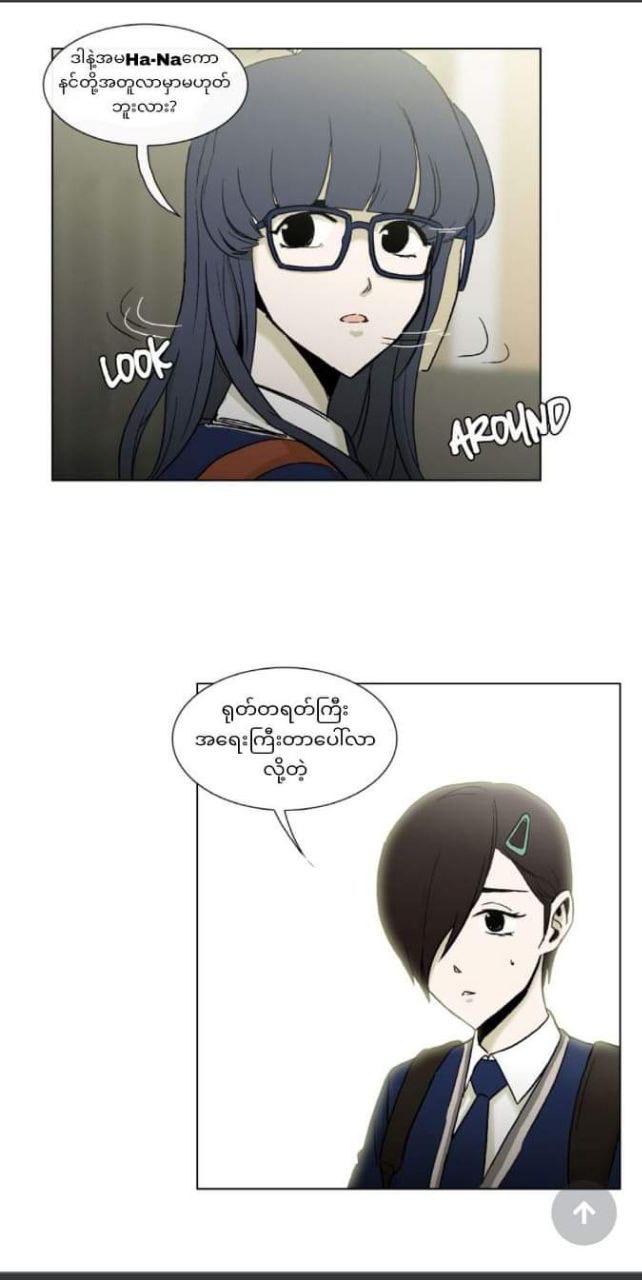 ဒါနဲ့အမHa-Naကော
နင်တို့အတူလာမှာမဟုတ်
ဘူးလား?
LOOK
AROUND
ရုတ်တရတ်ကြီး
အရေးကြီးတာပေါ်လာ
လို့တဲ့